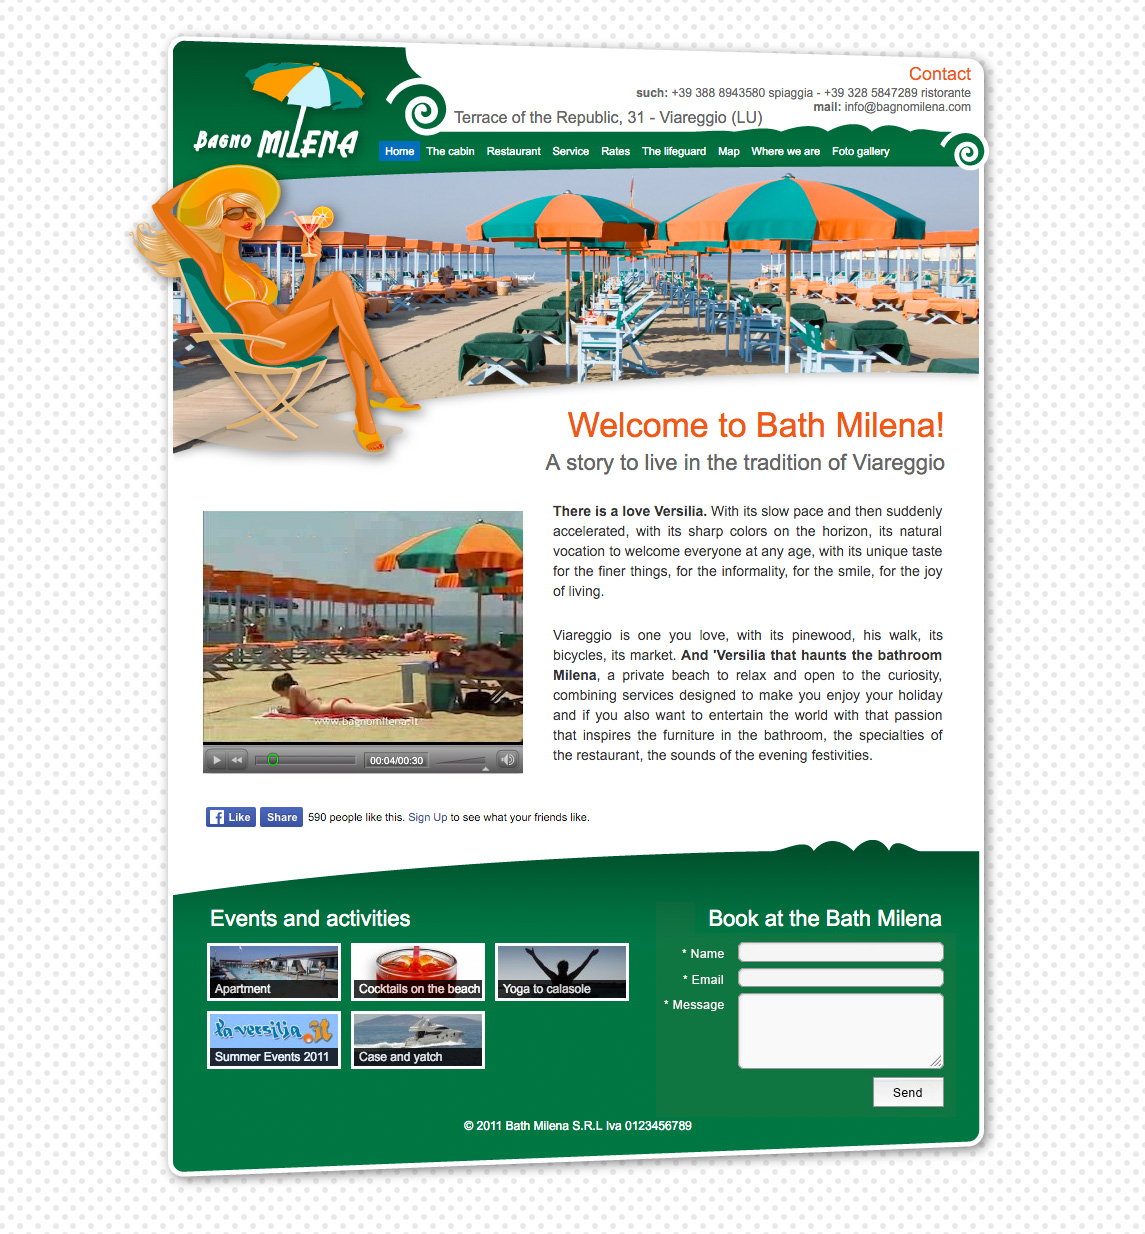 Contact
such: +39 388 8943580 spiaggia - +39 328 5847289 ristorante
mail: info@bagnomilena.com
Terrace of the Republic, 31 - Viareggio (LU)
BAGNO MILENA
Home The cabin Restaurant Service Rates The lifeguard Map Where we are Foto gallery
Welcome to Bath Milena!
A story to live in the tradition of Viareggio
There is a love Versilia. With its slow pace and then suddenly
accelerated, with its sharp colors on the horizon, its natural
vocation to welcome everyone at any age, with its unique taste
for the finer things, for the informality, for the smile, for the joy
of living.
Viareggio is one you love, with its pinewood, his walk, its
bicycles, its market. And 'Versilia that haunts the bathroom
Milena, a private beach to relax and open to the curiosity,
combining services designed to make you enjoy your holiday
and if you also want to entertain the world with that passion
that inspires the furniture in the bathroom, the specialties of
the restaurant, the sounds of the evening festivities.
www.bagnomilena.it
00:04/00:30
Like Share 590 people like this. Sign Up to see what your friends like.
Events and activities
Apartment
Cocktails on the beach
Yoga to calasole
la versilia.it
Summer Events 2011
Case and yatch
Book at the Bath Milena
* Name
* Email
* Message
Send
© 2011 Bath Milena S.R.L Iva 0123456789